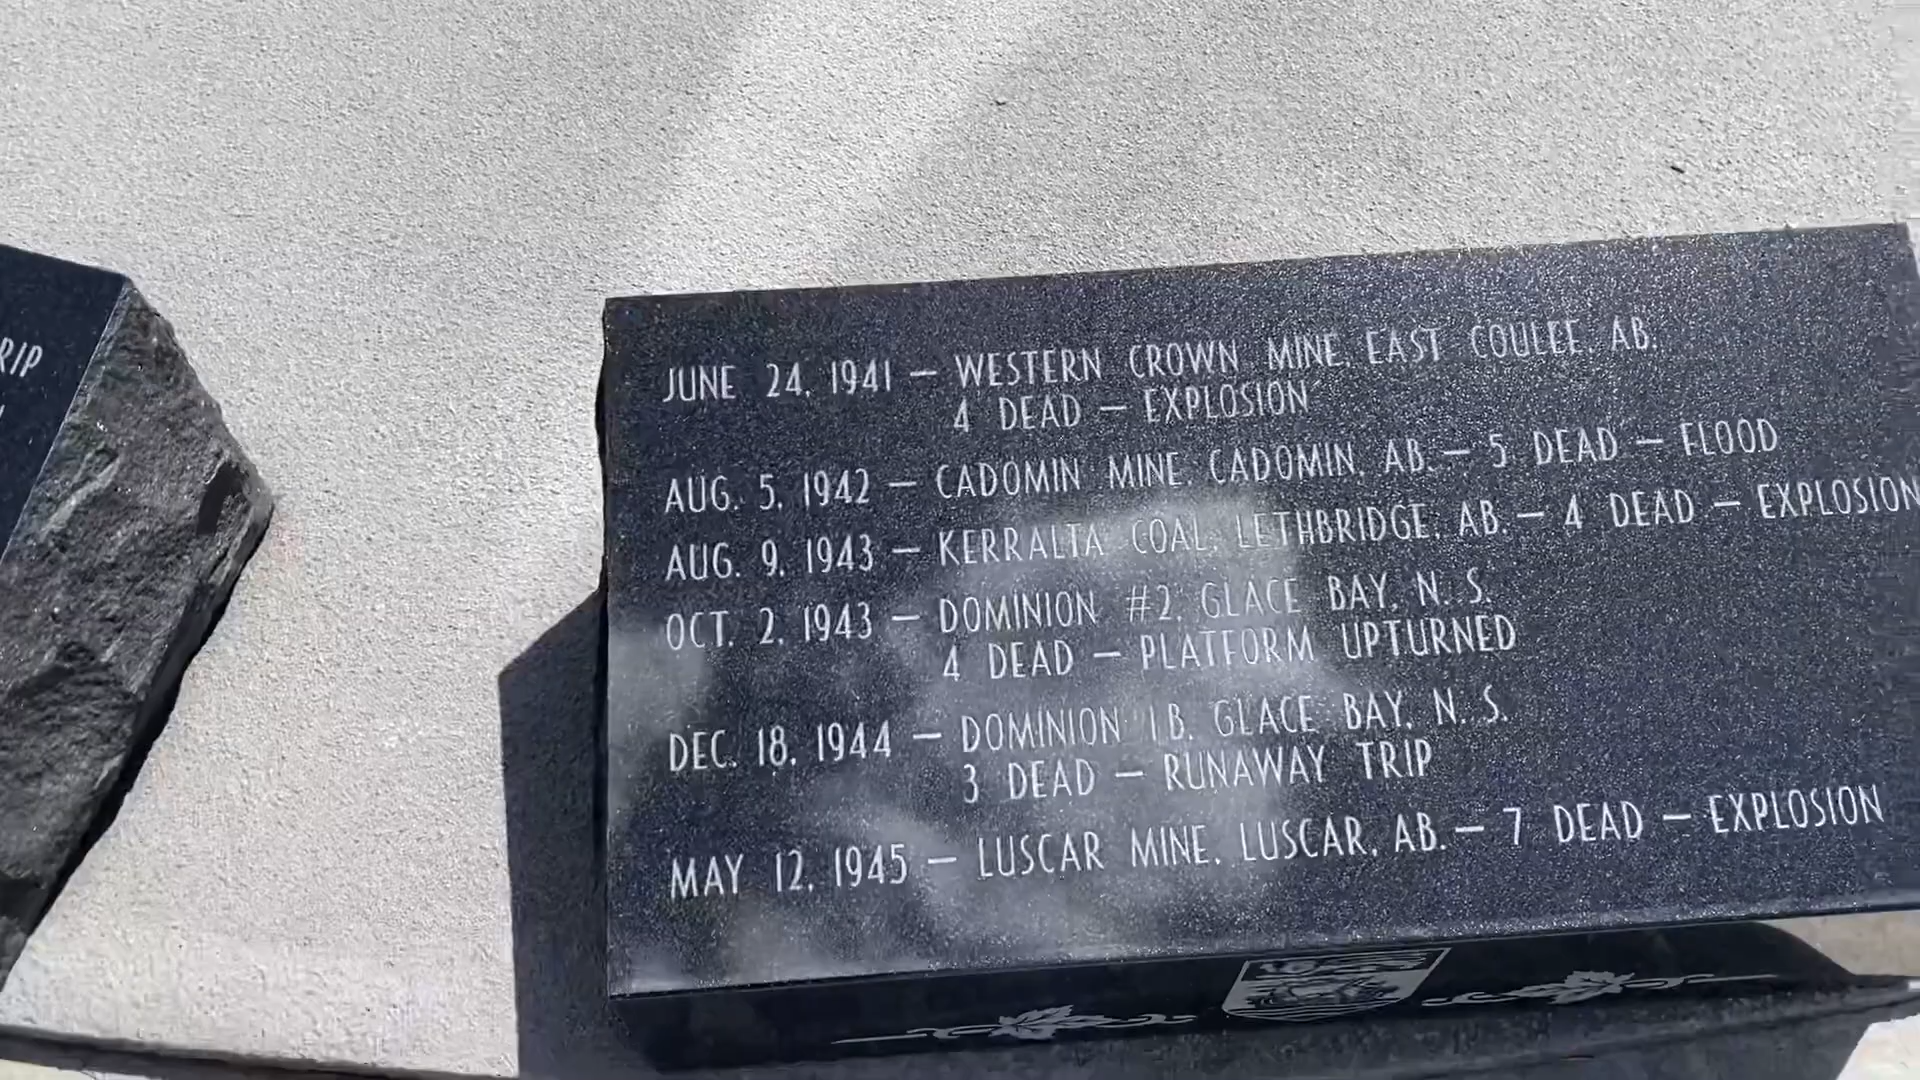 RIP
JUNE 24, 1941 — WESTERN CROWN MINE, EAST COULEE, AB.
4 DEAD — EXPLOSION
AUG. 5, 1942 — CADOMIN MINE, CADOMIN, AB. — 5 DEAD — FLOOD
AUG. 9, 1943 — KERRALTA COAL, LETHBRIDGE, AB. — 4 DEAD — EXPLOSION
OCT. 2, 1943 — DOMINION #2, GLACE BAY, N. S.
4 DEAD — PLATFORM UPTURNED
DEC. 18, 1944 — DOMINION 1B, GLACE BAY, N. S.
3 DEAD — RUNAWAY TRIP
MAY 12, 1945 — LUSCAR MINE, LUSCAR, AB. — 7 DEAD — EXPLOSION